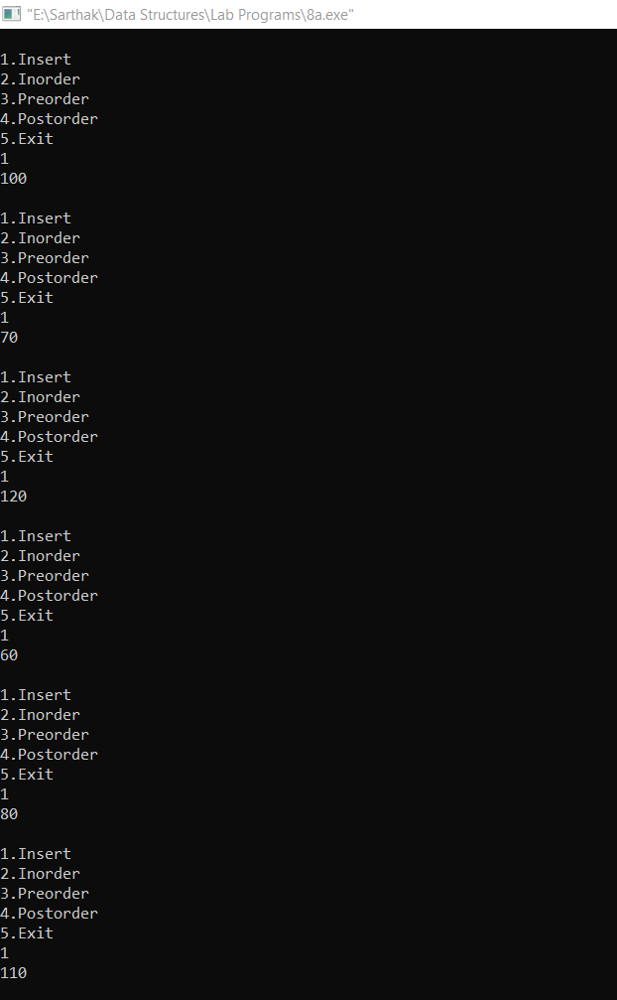 "E:\Sarthak\Data Structures\Lab Programs\8a.exe"
1.Insert
2.Inorder
3.Preorder
4.Postorder
5.Exit
1
100
1.Insert
2.Inorder
3.Preorder
4.Postorder
5.Exit
1
70
1.Insert
2.Inorder
3.Preorder
4.Postorder
5.Exit
1
120
1.Insert
2.Inorder
3.Preorder
4.Postorder
5.Exit
1
60
1.Insert
2.Inorder
3.Preorder
4.Postorder
5.Exit
1
80
1.Insert
2.Inorder
3.Preorder
4.Postorder
5.Exit
1
110